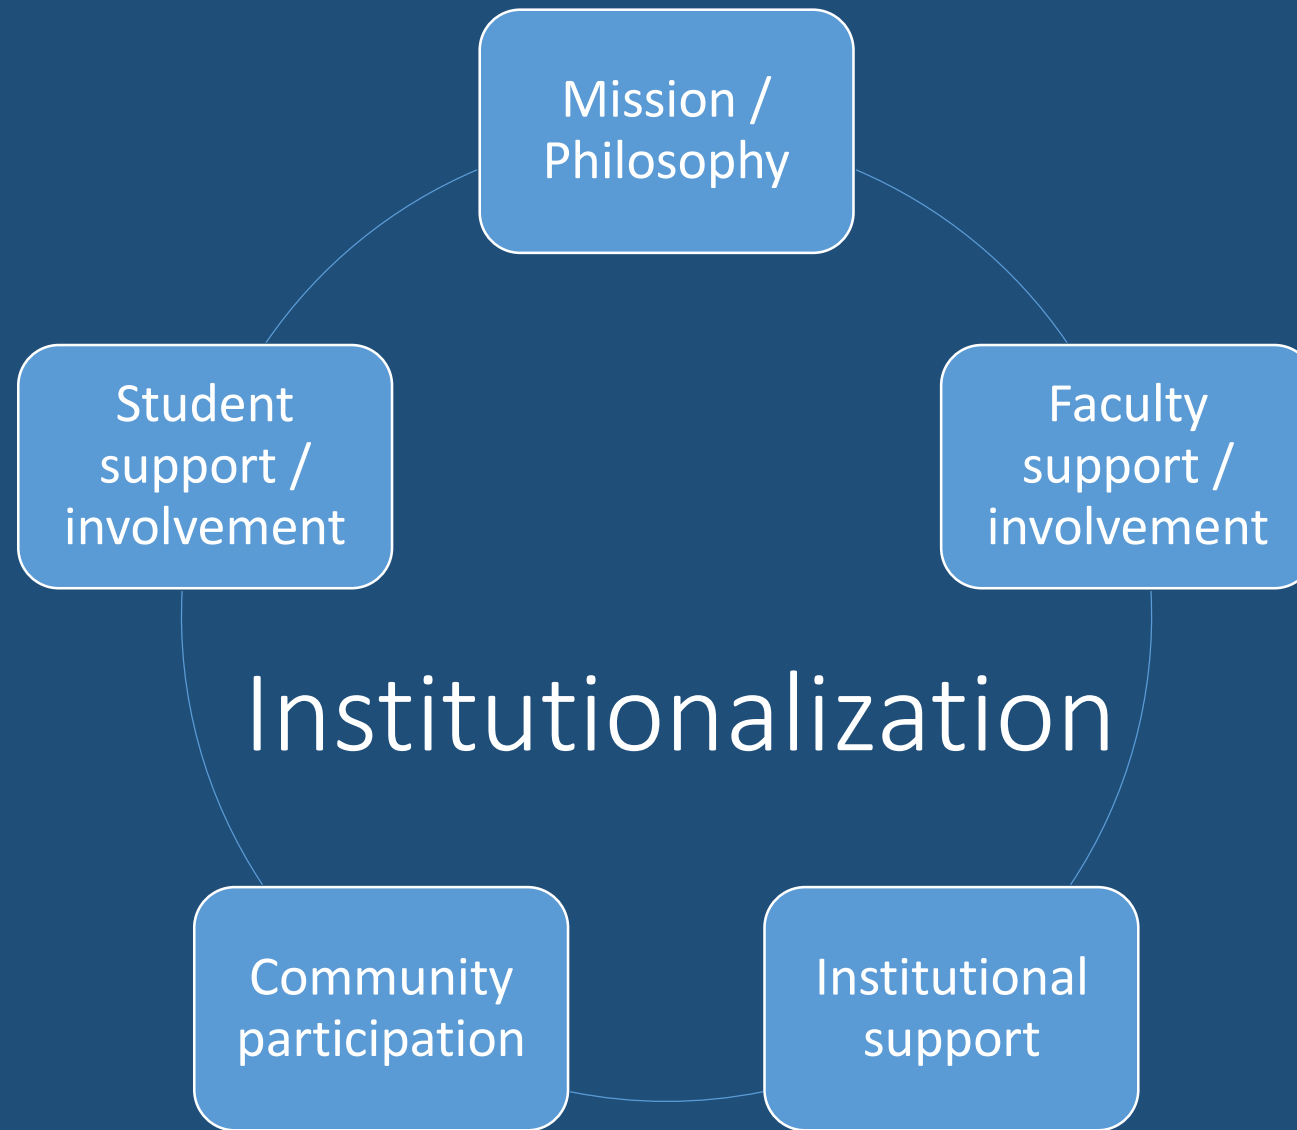 Mission /
Philosophy
Student
support /
involvement
Faculty
support /
involvement
Institutionalization
Community
participation
Institutional
support